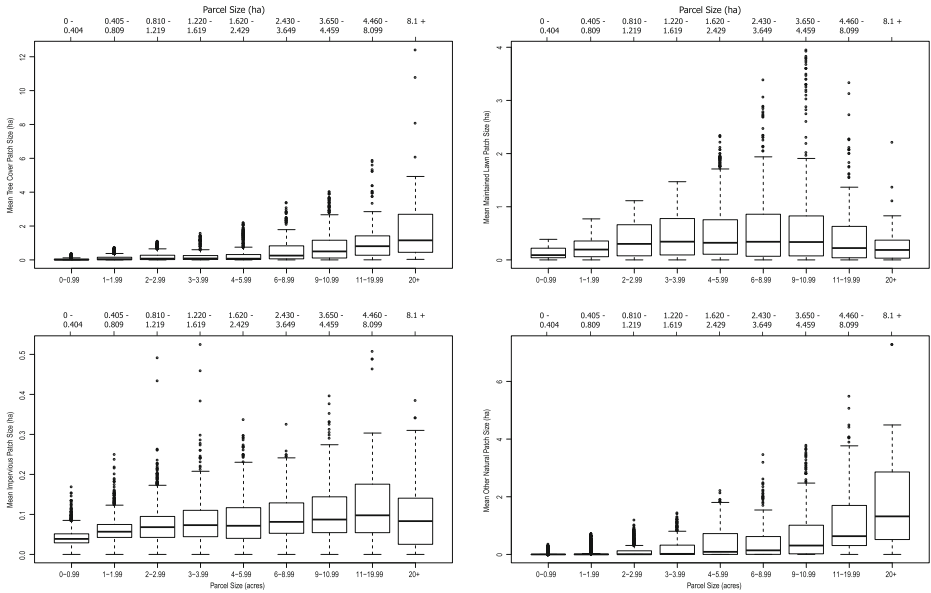 Parcel Size (ha)
0 - 0.405 - 0.810 - 1.220 - 1.620 - 2.430 - 3.650 - 4.460 - 8.1 +
0.404 0.809 1.219 1.619 2.429 3.649 4.459 8.099
Mean Tree Cover Patch Size (ha)
12
10
8
6
4
2
0
0–0.99 1–1.99 2–2.99 3–3.99 4–5.99 6–8.99 9–10.99 11–19.99 20+
Parcel Size (ha)
0 - 0.405 - 0.810 - 1.220 - 1.620 - 2.430 - 3.650 - 4.460 - 8.1 +
0.404 0.809 1.219 1.619 2.429 3.649 4.459 8.099
Mean Maintained Lawn Patch Size (ha)
4
3
2
1
0
0–0.99 1–1.99 2–2.99 3–3.99 4–5.99 6–8.99 9–10.99 11–19.99 20+
0 - 0.405 - 0.810 - 1.220 - 1.620 - 2.430 - 3.650 - 4.460 - 8.1 +
0.404 0.809 1.219 1.619 2.429 3.649 4.459 8.099
Mean Impervious Patch Size (ha)
0.5
0.4
0.3
0.2
0.1
0.0
0–0.99 1–1.99 2–2.99 3–3.99 4–5.99 6–8.99 9–10.99 11–19.99 20+
Parcel Size (acres)
0 - 0.405 - 0.810 - 1.220 - 1.620 - 2.430 - 3.650 - 4.460 - 8.1 +
0.404 0.809 1.219 1.619 2.429 3.649 4.459 8.099
Mean Other Natural Patch Size (ha)
6
4
2
0
0–0.99 1–1.99 2–2.99 3–3.99 4–5.99 6–8.99 9–10.99 11–19.99 20+
Parcel Size (acres)